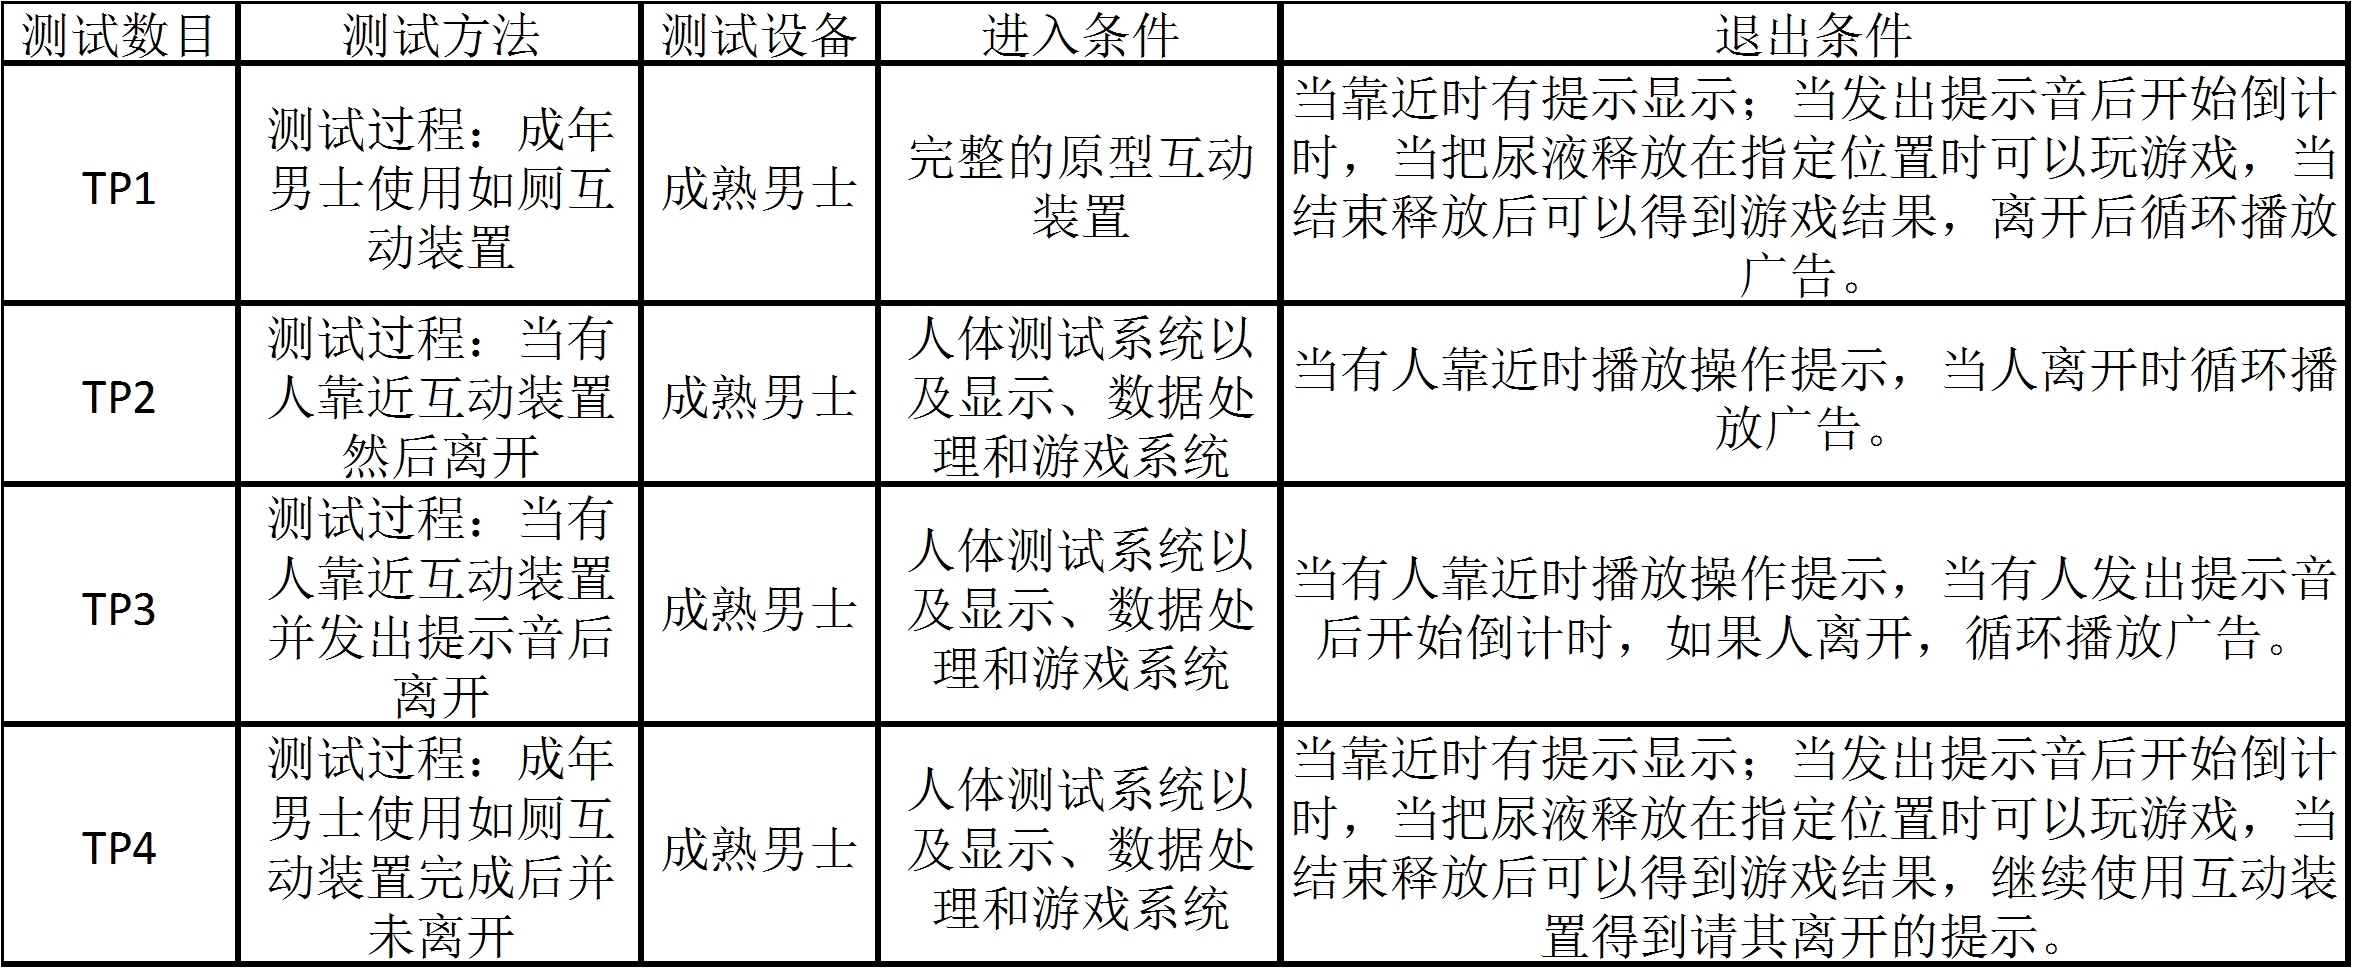 测试数目 测试方法 测试设备 进入条件 退出条件
TP1
测试过程：成年
男士使用如厕互
动装置
成熟男士
完整的原型互动
装置
当靠近时有提示显示；当发出提示音后开始倒计
时，当把尿液释放在指定位置时可以玩游戏，当
结束释放后可以得到游戏结果，离开后循环播放
广告。
TP2
测试过程：当有
人靠近互动装置
然后离开
成熟男士
人体测试系统以
及显示、数据处
理和游戏系统
当有人靠近时播放操作提示，当人离开时循环播
放广告。
TP3
测试过程：当有
人靠近互动装置
并发出提示音后
离开
成熟男士
人体测试系统以
及显示、数据处
理和游戏系统
当有人靠近时播放操作提示，当有人发出提示音
后开始倒计时，如果人离开，循环播放广告。
TP4
测试过程：成年
男士使用如厕互
动装置完成后并
未离开
成熟男士
人体测试系统以
及显示、数据处
理和游戏系统
当靠近时有提示显示；当发出提示音后开始倒计
时，当把尿液释放在指定位置时可以玩游戏，当
结束释放后可以得到游戏结果，继续使用互动装
置得到请其离开的提示。